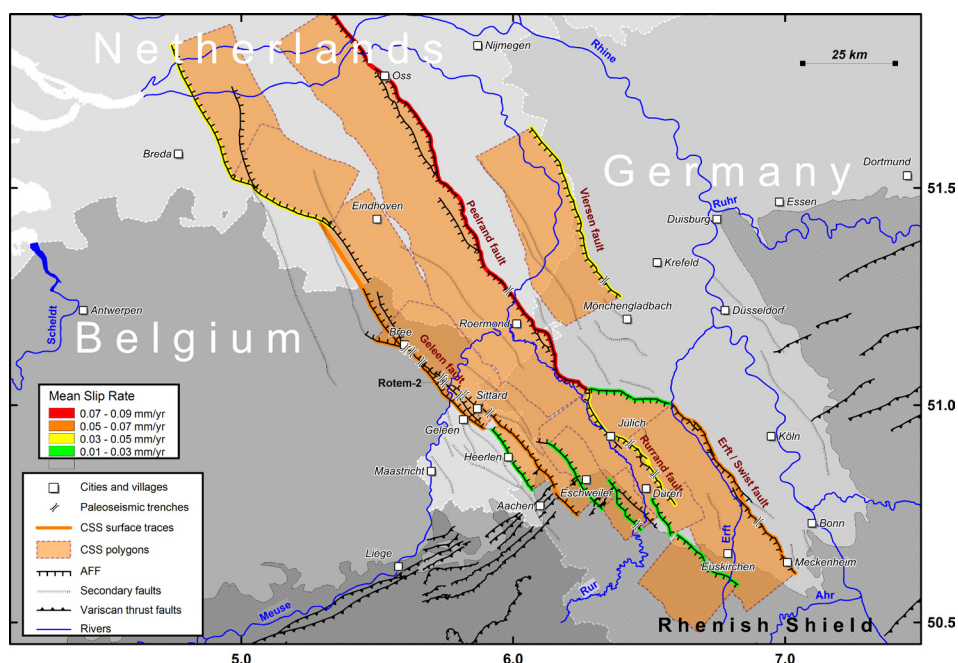 Netherlands
Nijmegen
Rhine
25 km
Oss
Breda
Germany
Dortmund
Viersen fault
Essen
Ruhr
51.5
Eindhoven
Peelrand fault
Duisburg
Krefeld
Scheldt
Antwerpen
Mönchengladbach
Düsseldorf
Belgium
Roermond
Bree
Geleen fault
Rotem-2
Sittard
51.0
Geleen
Jülich
Köln
Heerlen
Rurrand fault
Erft / Swist fault
Maastricht
Eschweiler
Düren
Aachen
Bonn
Erft
Liège
Euskirchen
Meckenheim
Rur
Meuse
Ahr
Rhenish Shield
50.5
5.0
6.0
7.0
Mean Slip Rate
0.07 - 0.09 mm/yr
0.05 - 0.07 mm/yr
0.03 - 0.05 mm/yr
0.01 - 0.03 mm/yr
Cities and villages
Paleoseismic trenches
CSS surface traces
CSS polygons
AFF
Secondary faults
Variscan thrust faults
Rivers